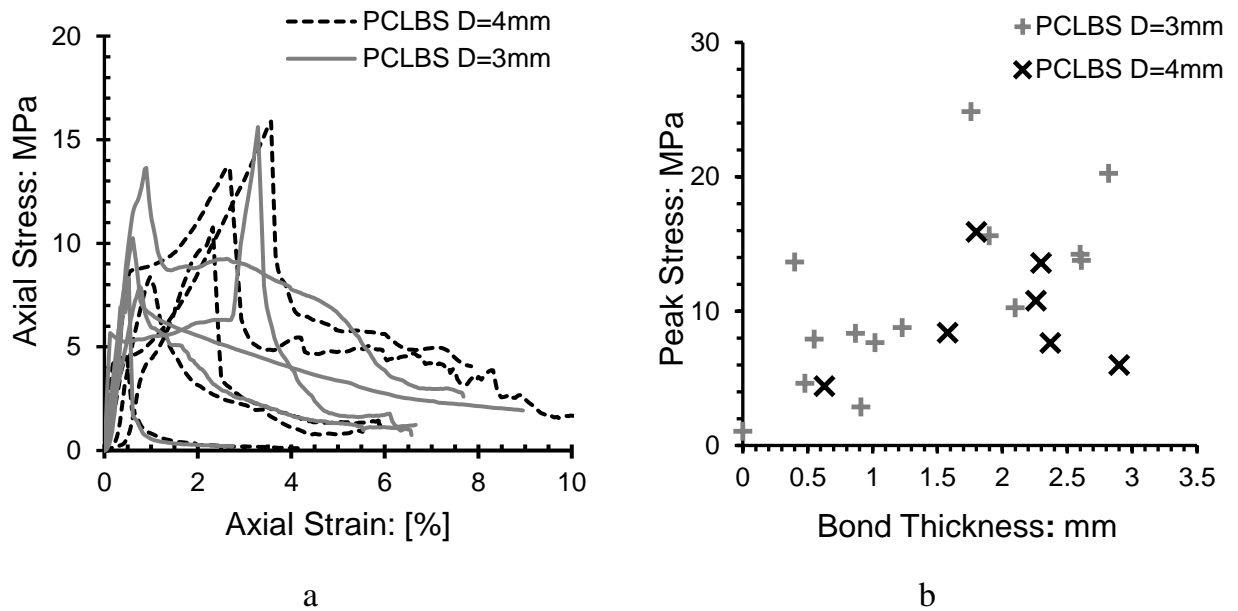 PCLBS D=4mm
PCLBS D=3mm
20
15
10
5
0
0 2 4 6 8 10
Axial Stress: MPa
Axial Strain: [%]
a
PCLBS D=3mm
PCLBS D=4mm
30
20
10
0
0 0.5 1 1.5 2 2.5 3 3.5
Peak Stress: MPa
Bond Thickness: mm
b